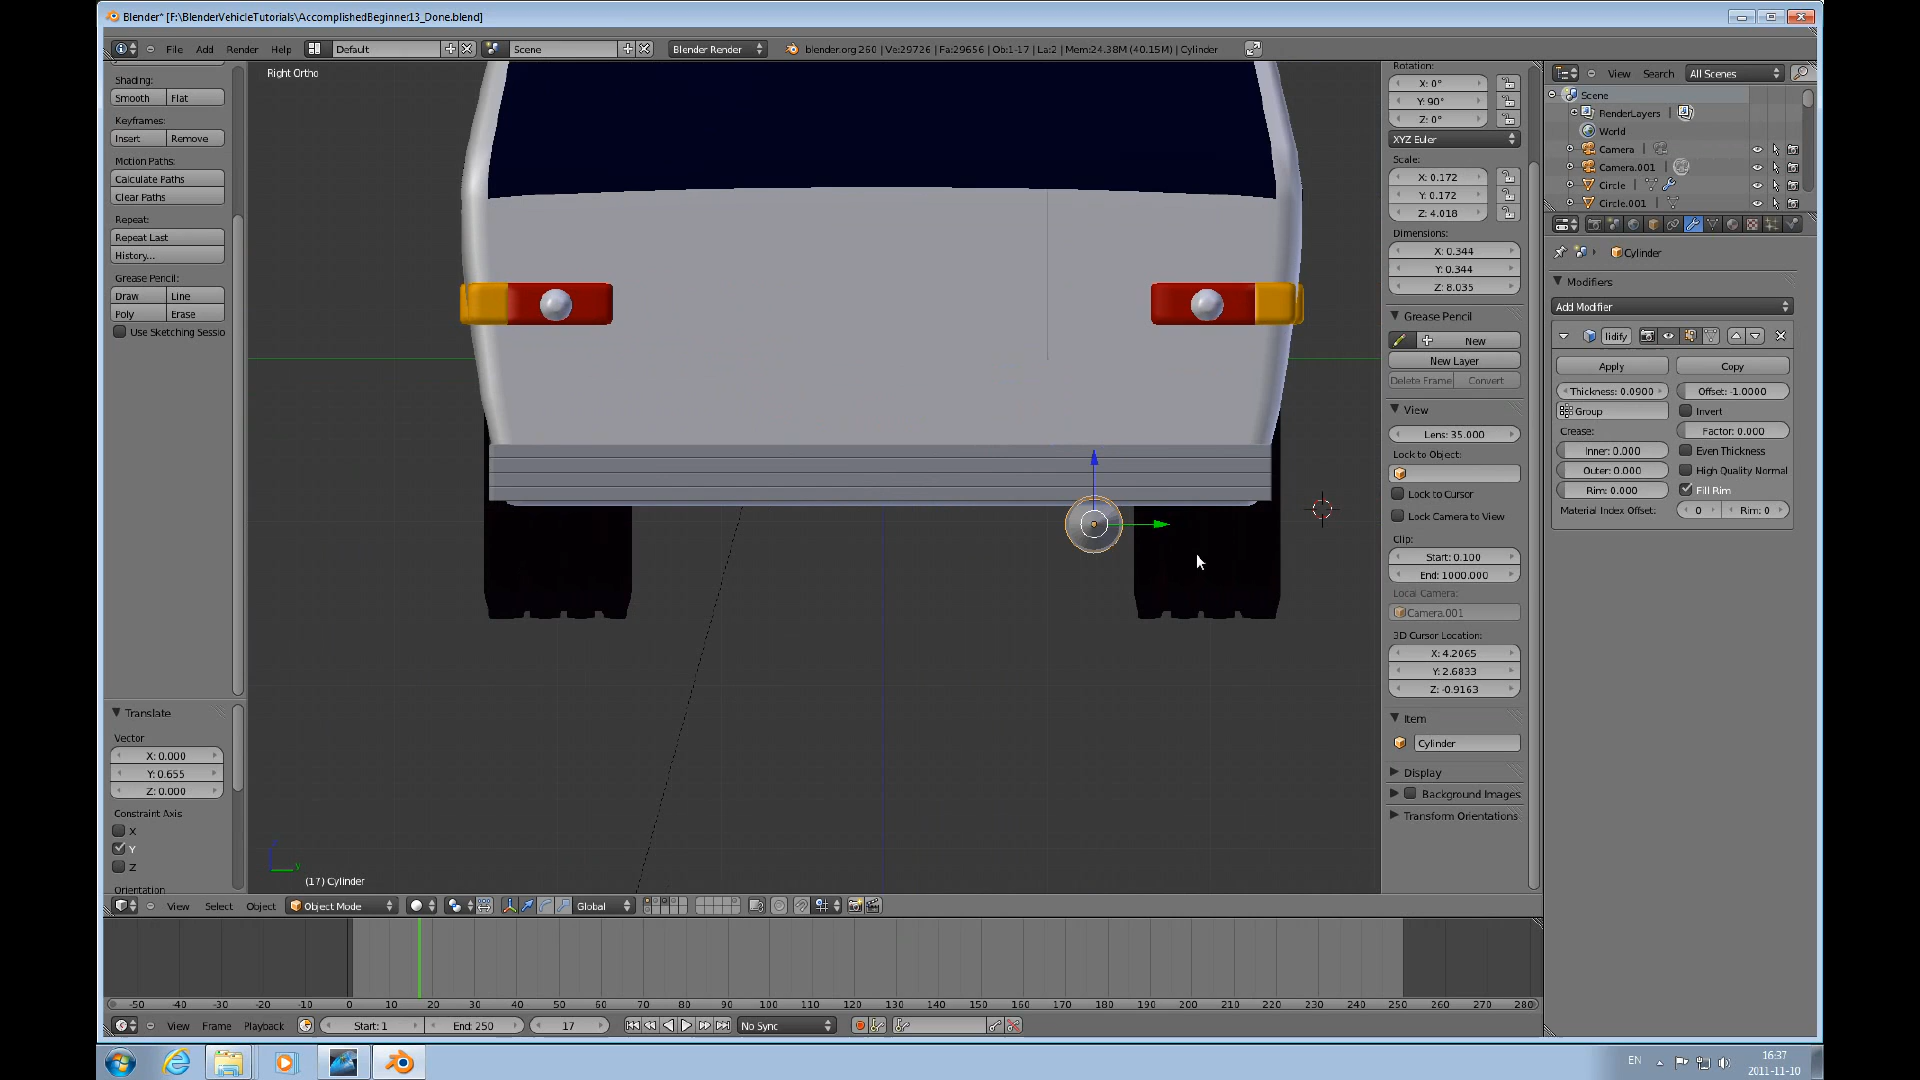 Blender* [F:\BlenderVehicleTutorials\AccomplishedBeginner13_Done.blend]
File Add Render Help Default Scene Blender Render blender.org 260 | Ve:29726 | Fa:29656 | Ob:1-17 | La:2 | Mem:24.38M (40.15M) | Cylinder
Shading:
Smooth Flat
Keyframes:
Insert Remove
Motion Paths:
Calculate Paths
Clear Paths
Repeat:
Repeat Last
History...
Grease Pencil:
Draw Line
Poly Erase
Use Sketching Sessio
Translate
Vector
X: 0.000
Y: 0.655
Z: 0.000
Constraint Axis
X
Y
Z
Orientation
Right Ortho
(17) Cylinder
Rotation:
X: 0°
Y: 90°
Z: 0°
XYZ Euler
Scale:
X: 0.172
Y: 0.172
Z: 4.018
Dimensions:
X: 0.344
Y: 0.344
Z: 8.035
Grease Pencil
New
New Layer
Delete Frame Convert
View
Lens: 35.000
Lock to Object:
Lock to Cursor
Lock Camera to View
Clip:
Start: 0.100
End: 1000.000
Local Camera:
Camera.001
3D Cursor Location:
X: 4.2065
Y: 2.6833
Z: -0.9163
Item
Cylinder
Display
Background Images
Transform Orientations
View Search All Scenes
Scene
RenderLayers
World
Camera
Camera.001
Circle
Circle.001
Cylinder
Modifiers
Add Modifier
lidify
Apply Copy
Thickness: 0.0900 Offset: -1.0000
Group Invert
Crease: Factor: 0.000
Inner: 0.000 Even Thickness
Outer: 0.000 High Quality Normal
Rim: 0.000 Fill Rim
Material Index Offset: 0 Rim: 0
View Select Object Object Mode Global
-50 -40 -30 -20 -10 0 10 20 30 40 50 60 70 80 90 100 110 120 130 140 150 160 170 180 190 200 210 220 230 240 250 260 270 280
View Frame Playback Start: 1 End: 250 17 No Sync
EN 16:37
2011-11-10